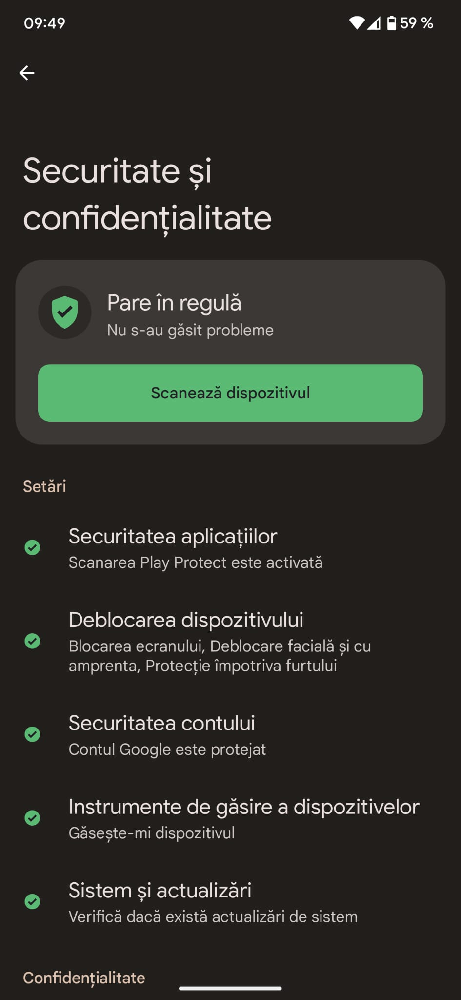 09:49
59 %
Securitate și
confidențialitate
Pare în regulă
Nu s-au găsit probleme
Scanează dispozitivul
Setări
Securitatea aplicațiilor
Scanarea Play Protect este activată
Deblocarea dispozitivului
Blocarea ecranului, Deblocare facială și cu
amprenta, Protecție împotriva furtului
Securitatea contului
Contul Google este protejat
Instrumente de găsire a dispozitivelor
Găsește-mi dispozitivul
Sistem și actualizări
Verifică dacă există actualizări de sistem
Confidențialitate